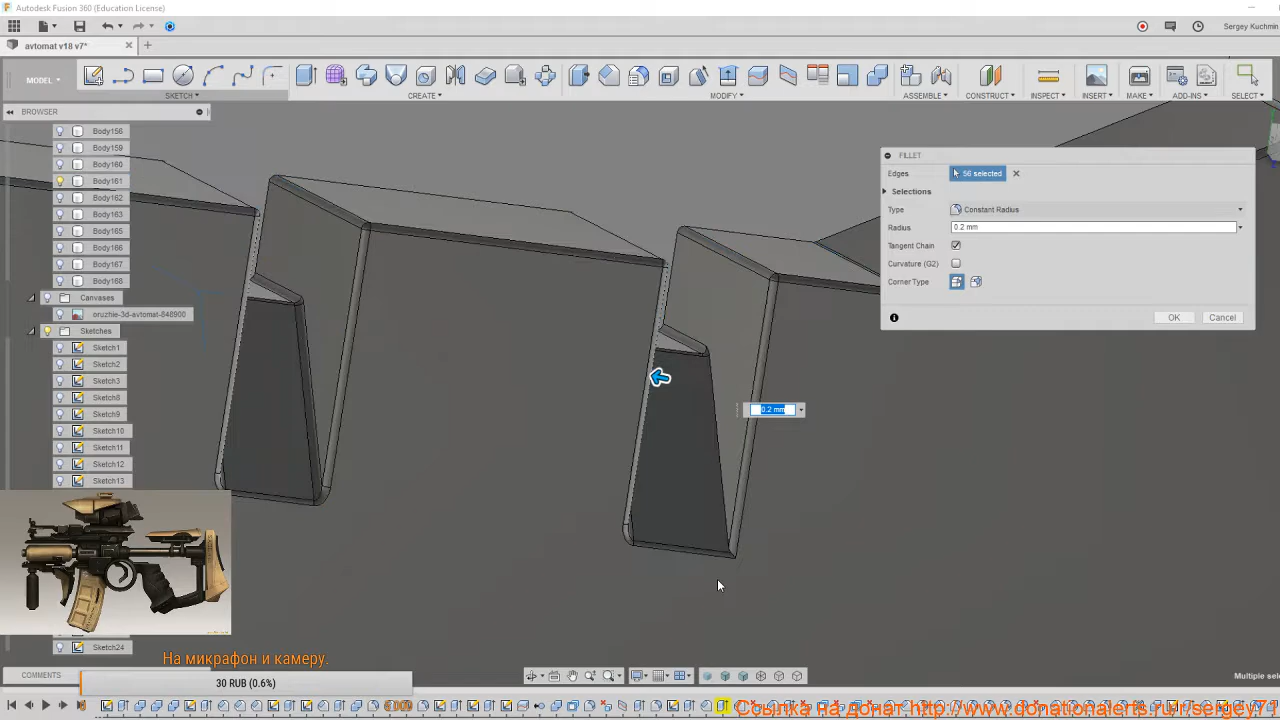 Autodesk Fusion 360 (Education License)
Sergey Kuchmin
avtomat v18 v7*
MODEL
SKETCH
CREATE
MODIFY
ASSEMBLE
CONSTRUCT
INSPECT
INSERT
MAKE
ADD-INS
SELECT
BROWSER
Body156
Body159
Body160
Body161
Body162
Body163
Body165
Body166
Body167
Body168
Canvases
oruzhie-3d-avtomat-848900
Sketches
Sketch1
Sketch2
Sketch3
Sketch8
Sketch9
Sketch10
Sketch11
Sketch12
Sketch13
Sketch24
FILLET
Edges 56 selected
Selections
Type Constant Radius
Radius 0.2 mm
Tangent Chain
Curvature (G2)
Corner Type
OK Cancel
0.2 mm
На микрофон и камеру.
COMMENTS
30 RUB (0.6%)
Multiple sele
Ссылка на донат: http://www.donationalerts.ru/r/sergey71